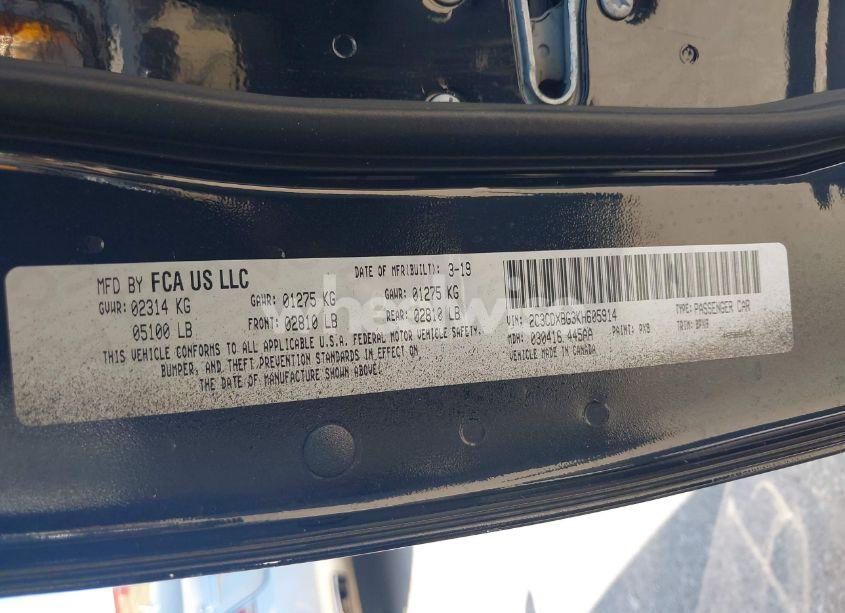 MFD BY FCA US LLC
DATE OF MFR(BUILT): 3-19
GVWR: 02314 KG
05100 LB
GAWR: 01275 KG
FRONT: 02810 LB
GAWR: 01275 KG
REAR: 02810 LB
THIS VEHICLE CONFORMS TO ALL APPLICABLE U.S.A. FEDERAL MOTOR VEHICLE SAFETY,
BUMPER, AND THEFT PREVENTION STANDARDS IN EFFECT ON
THE DATE OF MANUFACTURE SHOWN ABOVE.
VIN: 2C3CDXBG3KH605914
TYPE: PASSENGER CAR
MDH: 030416 445AA
PAINT: PX8
TRIM:
VEHICLE MADE IN CANADA